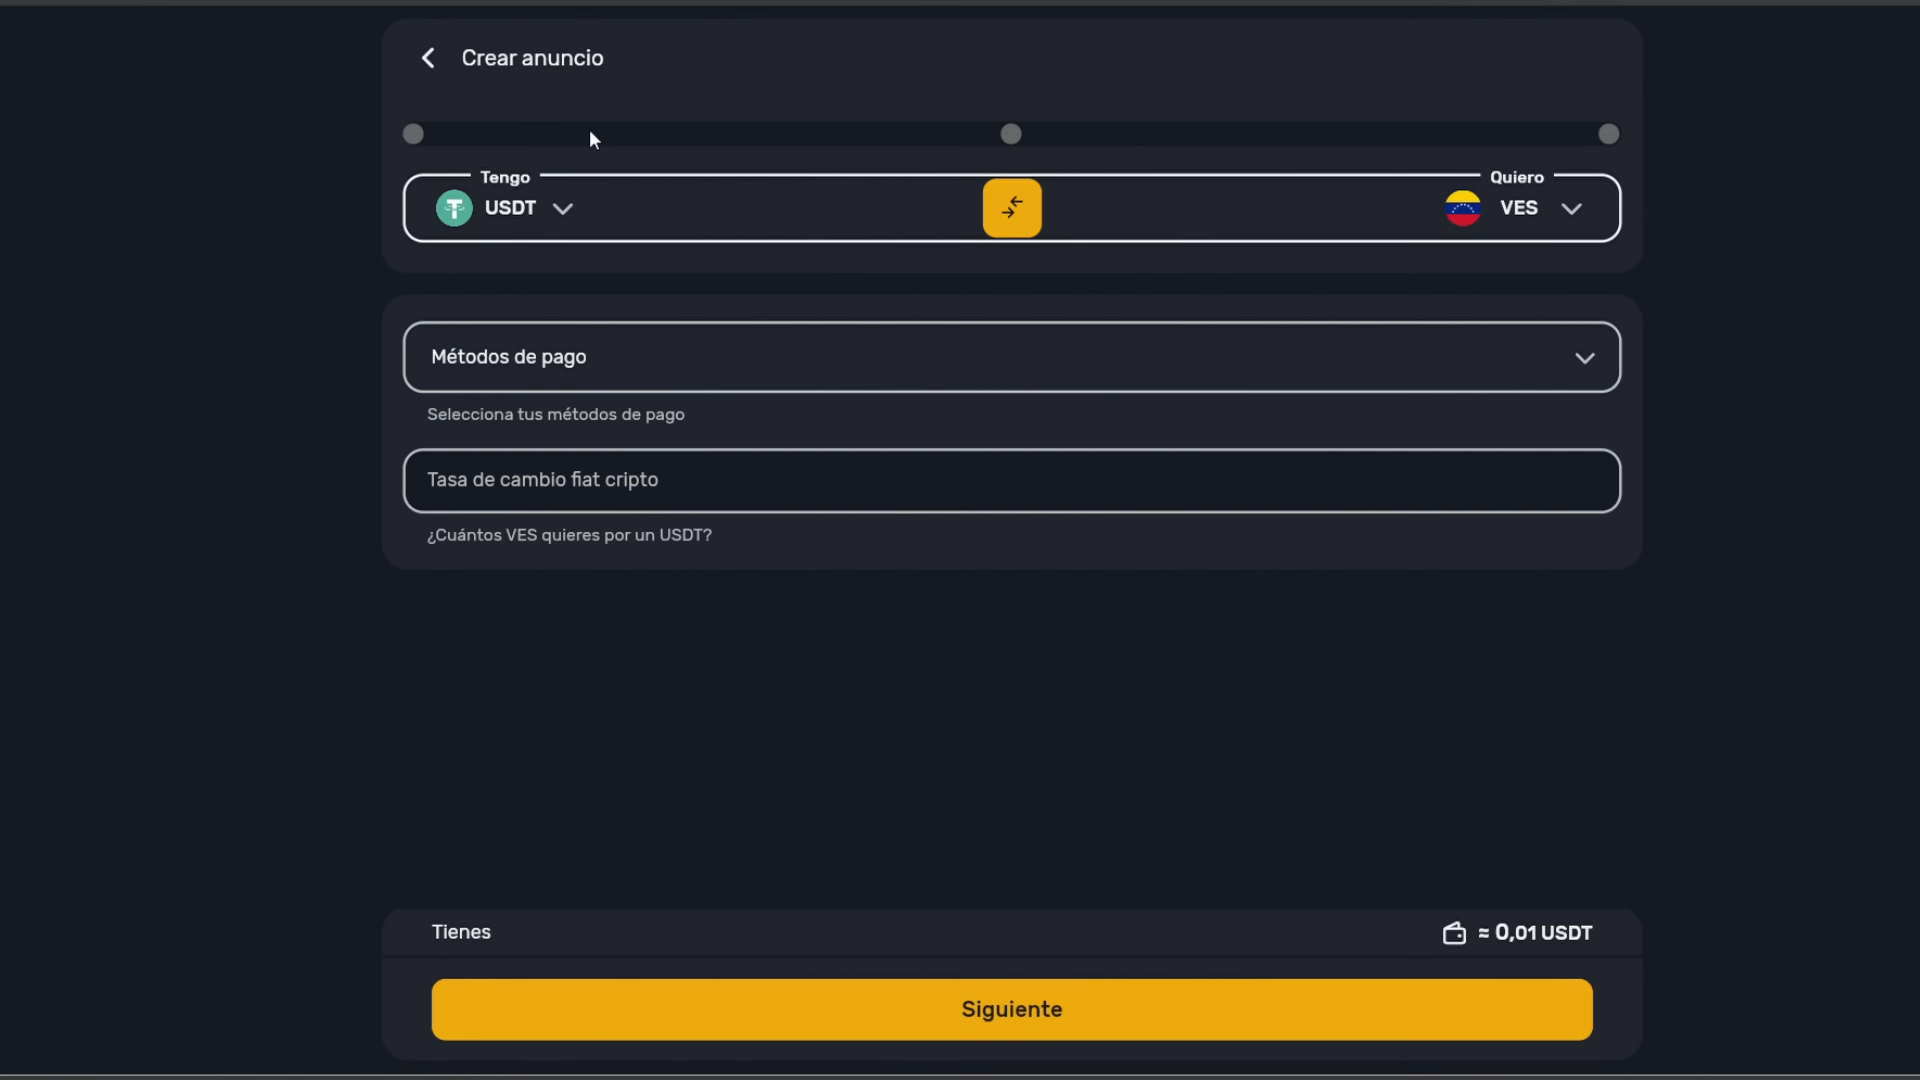 Crear anuncio
Tengo
Quiero
USDT
VES
Métodos de pago
Selecciona tus métodos de pago
Tasa de cambio fiat cripto
¿Cuántos VES quieres por un USDT?
Tienes
≈ 0,01 USDT
Siguiente